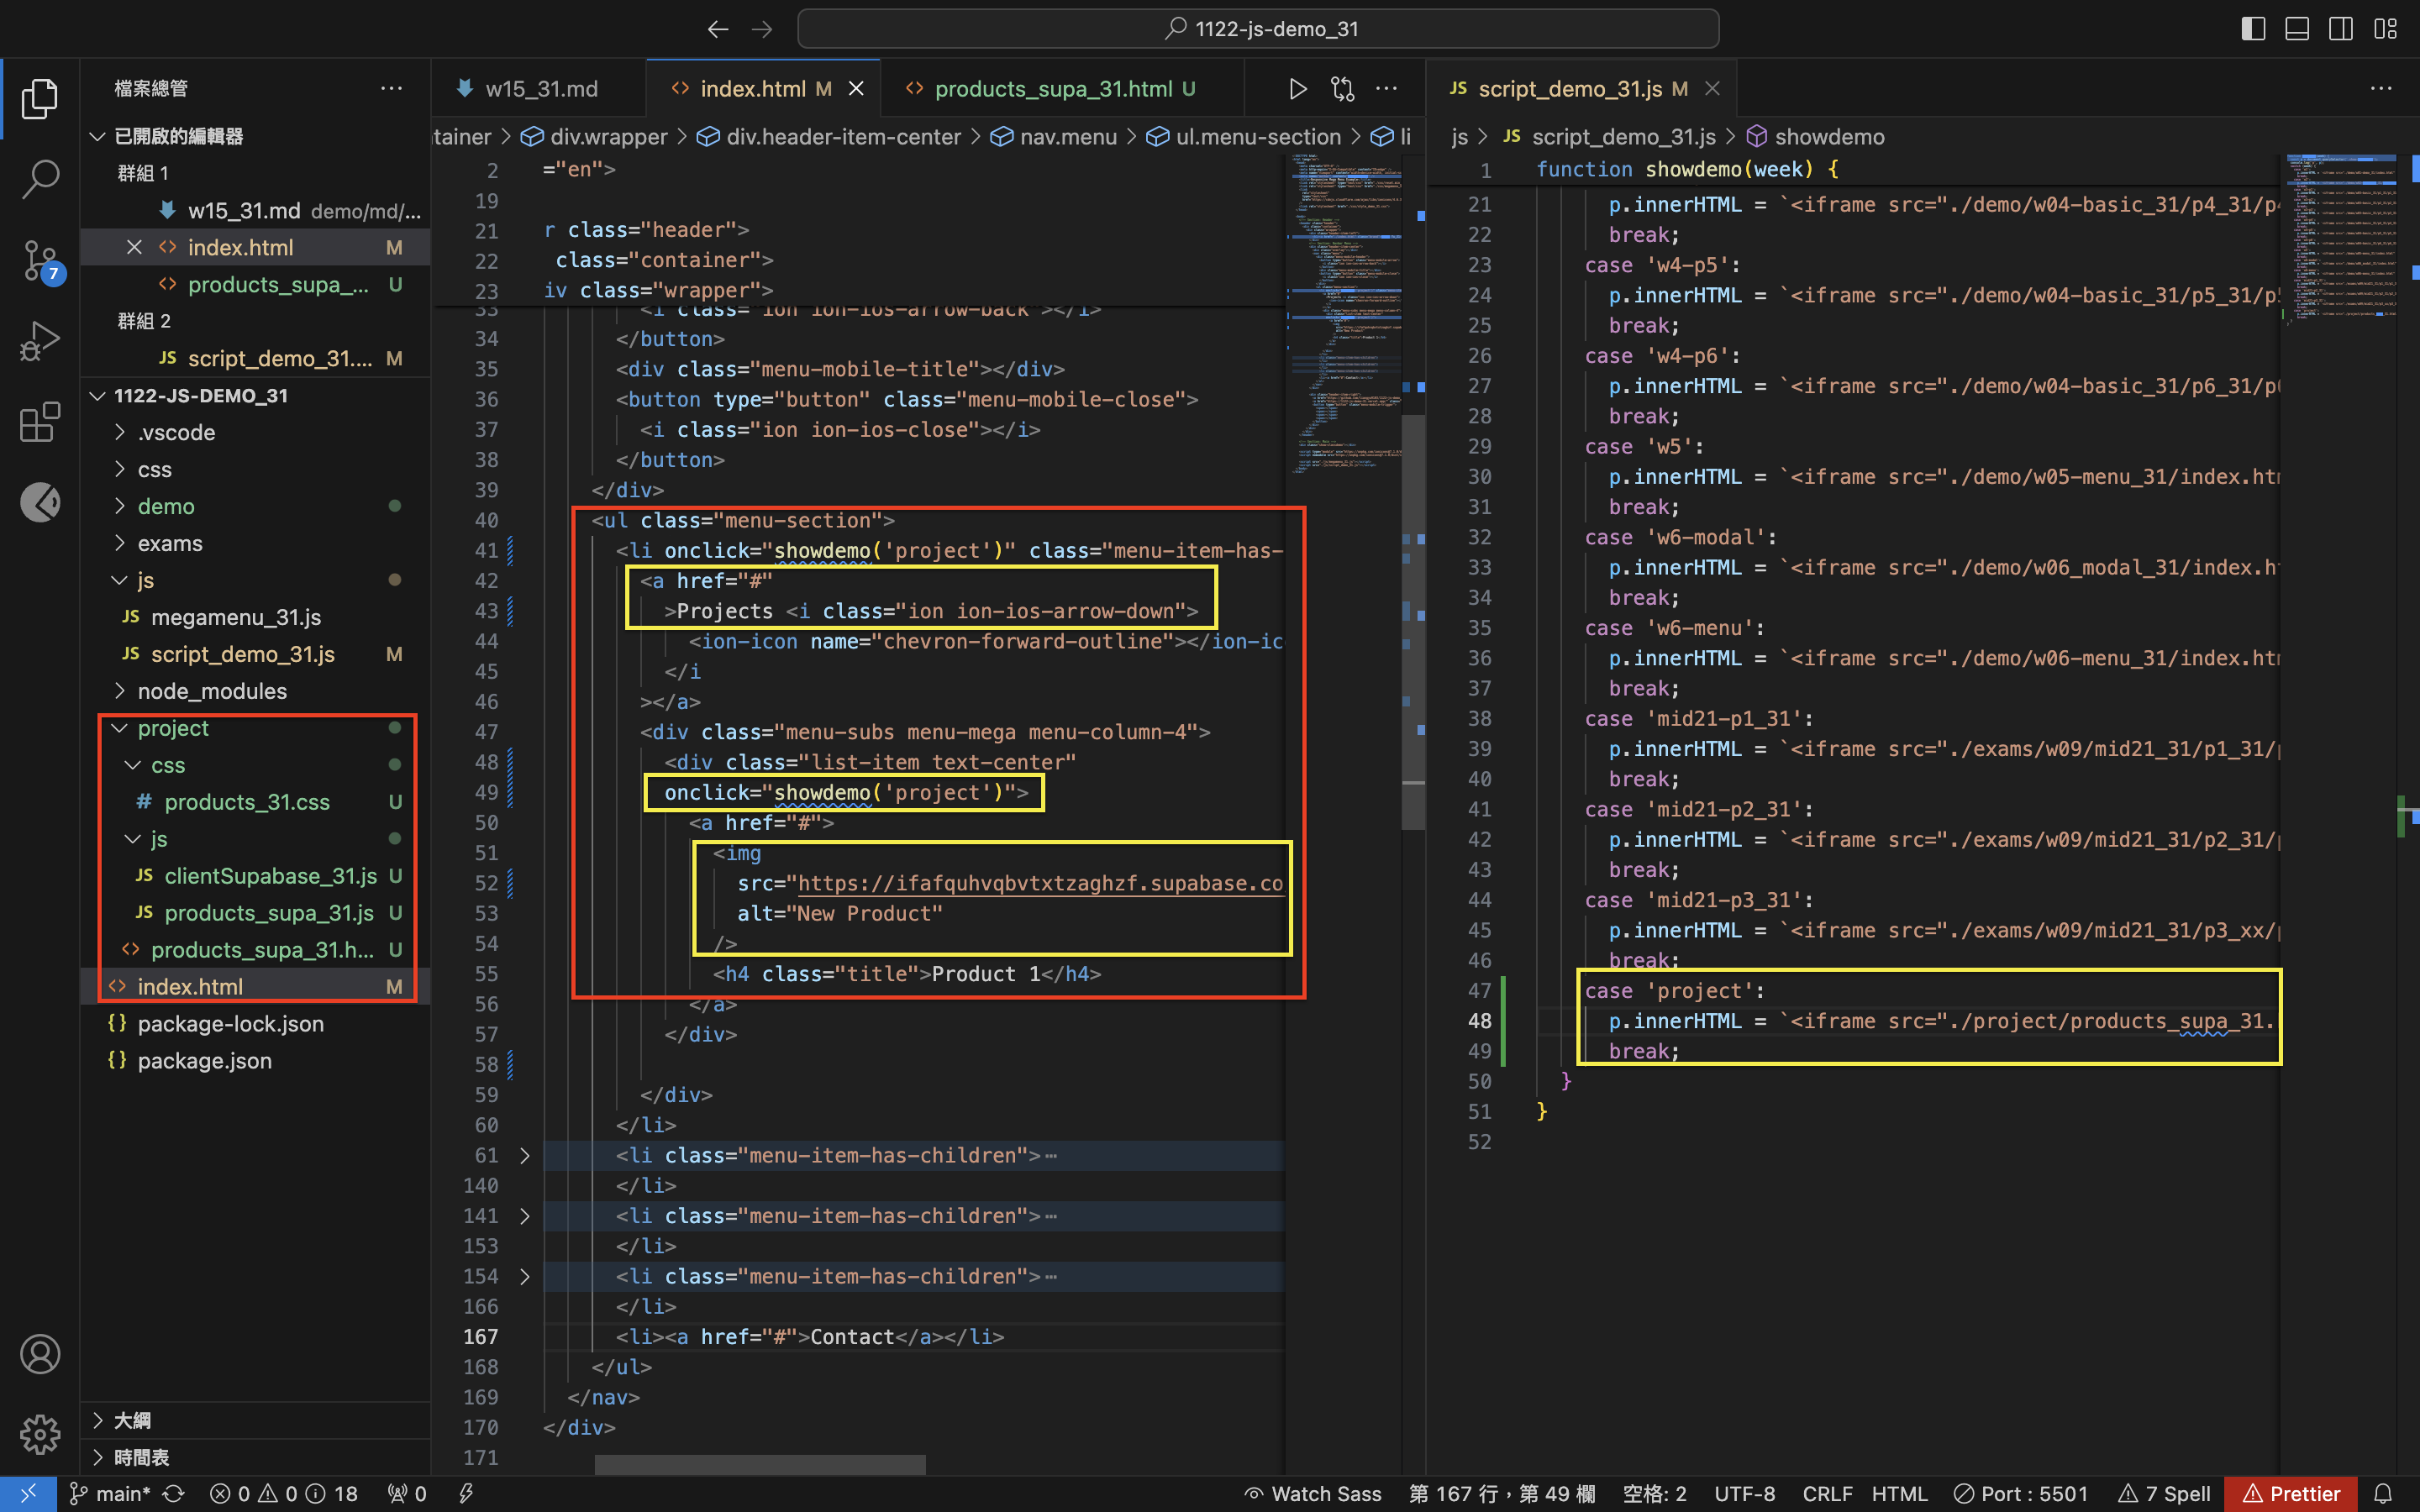 1122-js-demo_31
檔案總管
已開啟的編輯器
群組 1
w15_31.md demo/md/...
index.html M
products_supa_... U
群組 2
JS script_demo_31.... M
1122-JS-DEMO_31
.vscode
css
demo
exams
js
JS megamenu_31.js
JS script_demo_31.js M
node_modules
project
css
# products_31.css U
js
JS clientSupabase_31.js U
JS products_supa_31.js U
products_supa_31.h... U
index.html M
{} package-lock.json
{} package.json
大綱
時間表
7
w15_31.md
index.html M
products_supa_31.html U
ntainer > div.wrapper > div.header-item-center > nav.menu > ul.menu-section > li
2 ="en">
19
21 r class="header">
22 class="container">
23 iv class="wrapper">
33 <i class="ion ion-ios-arrow-back"></i>
34 </button>
35 <div class="menu-mobile-title"></div>
36 <button type="button" class="menu-mobile-close">
37 <i class="ion ion-ios-close"></i>
38 </button>
39 </div>
40 <ul class="menu-section">
41 <li onclick="showdemo('project')" class="menu-item-has-
42 <a href="#"
43 >Projects <i class="ion ion-ios-arrow-down">
44 <ion-icon name="chevron-forward-outline"></ion-ic
45 </i
46 ></a>
47 <div class="menu-subs menu-mega menu-column-4">
48 <div class="list-item text-center"
49 onclick="showdemo('project')">
50 <a href="#">
51 <img
52 src="https://ifafquhvqbvtxtzaghzf.supabase.co
53 alt="New Product"
54 />
55 <h4 class="title">Product 1</h4>
56 </a>
57 </div>
58
59 </div>
60 </li>
61 <li class="menu-item-has-children">⋯
140 </li>
141 <li class="menu-item-has-children">⋯
153 </li>
154 <li class="menu-item-has-children">⋯
166 </li>
167 <li><a href="#">Contact</a></li>
168 </ul>
169 </nav>
170 </div>
171
JS script_demo_31.js M
js > JS script_demo_31.js > showdemo
1 function showdemo(week) {
21 p.innerHTML = `<iframe src="./demo/w04-basic_31/p4_31/p4
22 break;
23 case 'w4-p5':
24 p.innerHTML = `<iframe src="./demo/w04-basic_31/p5_31/p5
25 break;
26 case 'w4-p6':
27 p.innerHTML = `<iframe src="./demo/w04-basic_31/p6_31/p6
28 break;
29 case 'w5':
30 p.innerHTML = `<iframe src="./demo/w05-menu_31/index.htm
31 break;
32 case 'w6-modal':
33 p.innerHTML = `<iframe src="./demo/w06_modal_31/index.ht
34 break;
35 case 'w6-menu':
36 p.innerHTML = `<iframe src="./demo/w06-menu_31/index.htm
37 break;
38 case 'mid21-p1_31':
39 p.innerHTML = `<iframe src="./exams/w09/mid21_31/p1_31/p
40 break;
41 case 'mid21-p2_31':
42 p.innerHTML = `<iframe src="./exams/w09/mid21_31/p2_31/p
43 break;
44 case 'mid21-p3_31':
45 p.innerHTML = `<iframe src="./exams/w09/mid21_31/p3_xx/p
46 break;
47 case 'project':
48 p.innerHTML = `<iframe src="./project/products_supa_31.
49 break;
50 }
51 }
52
main* 0 0 18 0
Watch Sass 第 167 行，第 49 欄 空格: 2 UTF-8 CRLF HTML Port : 5501 7 Spell Prettier